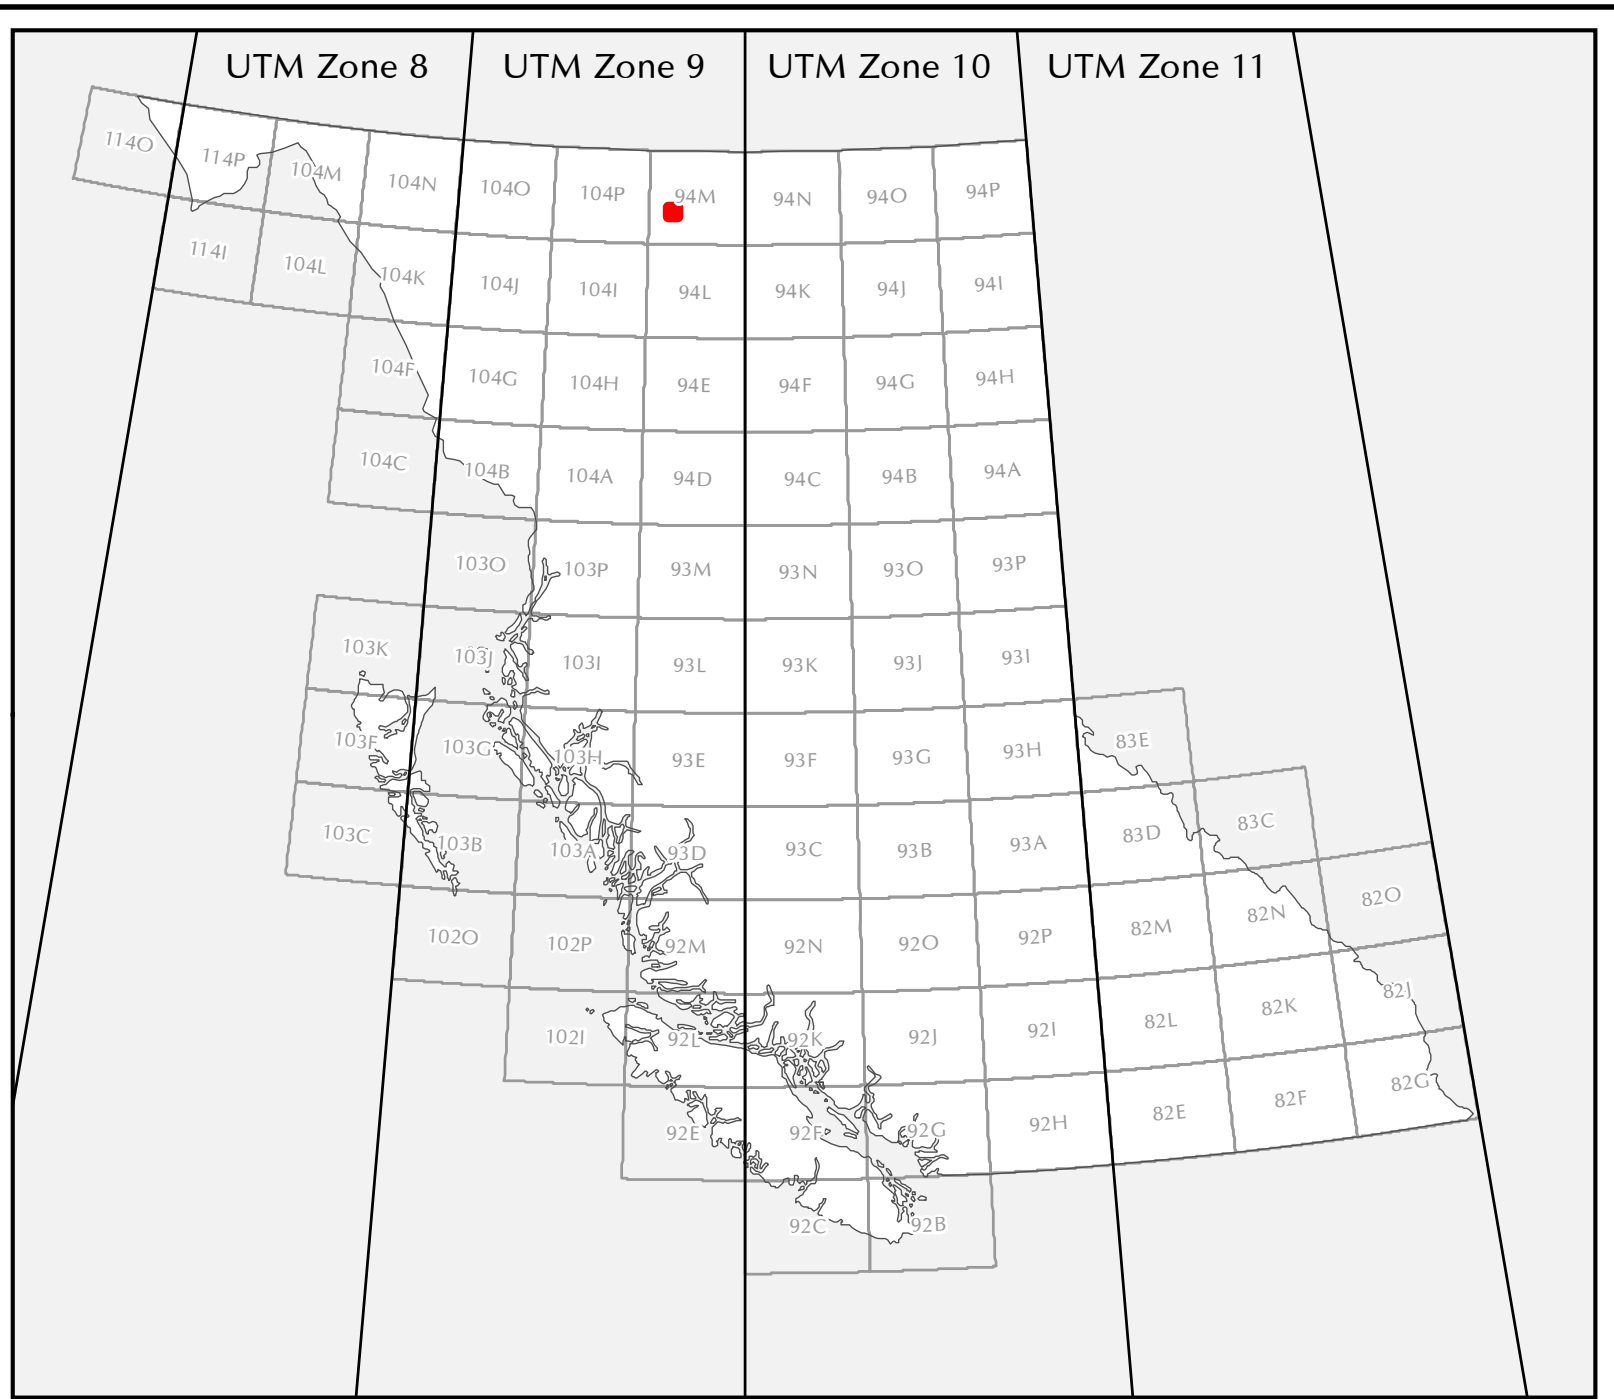 UTM Zone 8 UTM Zone 9 UTM Zone 10 UTM Zone 11
114O 114P 104M 104N 104O 104P 94M 94N 94O 94P
114I 104L 104K 104J 104I 94L 94K 94J 94I
104F 104G 104H 94E 94F 94G 94H
104C 104B 104A 94D 94C 94B 94A
103O 103P 93M 93N 93O 93P
103K 103J 103I 93L 93K 93J 93I
103F 103G 103H 93E 93F 93G 93H 83E
103C 103B 103A 93D 93C 93B 93A 83D 83C
102O 102P 92M 92N 92O 92P 82M 82N 82O
102I 92L 92K 92J 92I 82L 82K 82J
92E 92F 92G 92H 82E 82F 82G
92C 92B